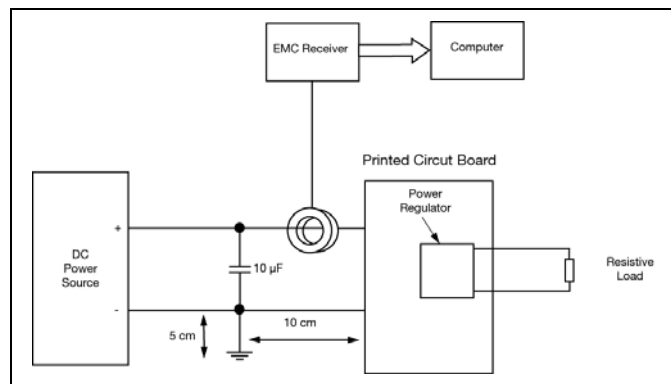 EMC Receiver
Computer
Printed Circut Board
Power
Regulator
+
DC
Power
Source
10 µF
Resistive
Load
-
5 cm
10 cm